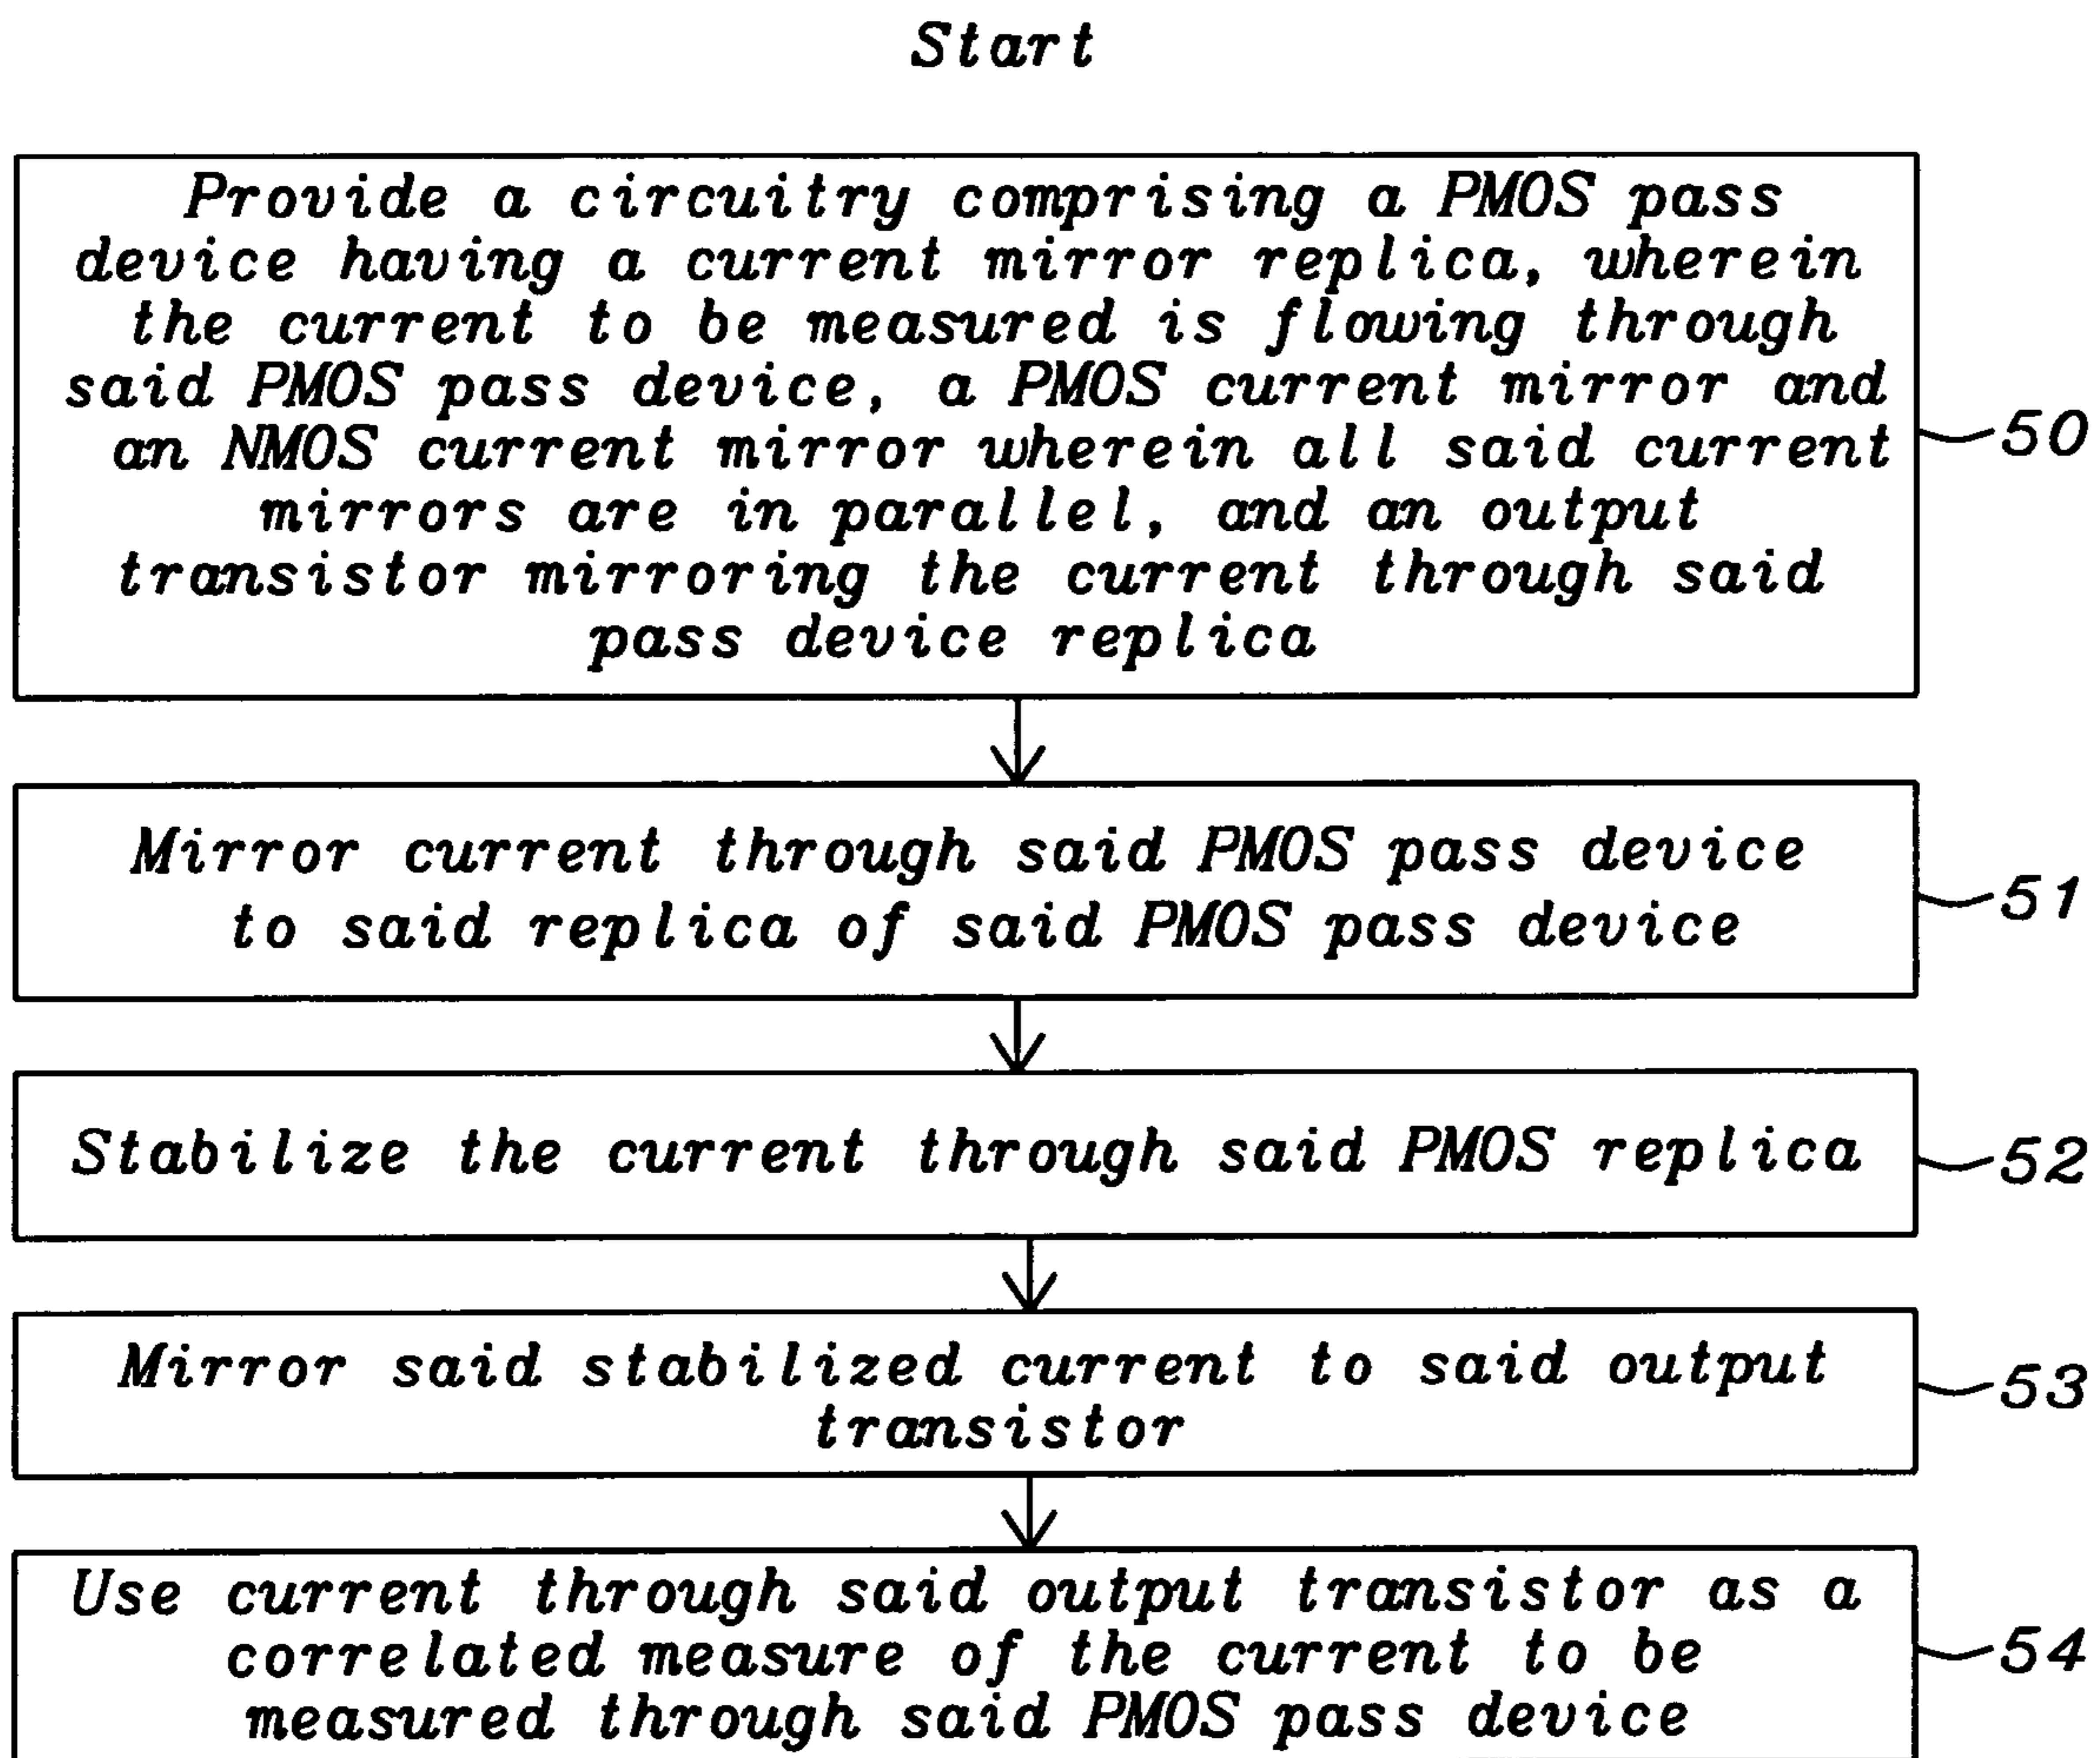 Start
Provide a circuitry comprising a PMOS pass
device having a current mirror replica, wherein
the current to be measured is flowing through
said PMOS pass device, a PMOS current mirror and
an NMOS current mirror wherein all said current
mirrors are in parallel, and an output
transistor mirroring the current through said
pass device replica
50
Mirror current through said PMOS pass device
to said replica of said PMOS pass device
51
Stabilize the current through said PMOS replica
52
Mirror said stabilized current to said output
transistor
53
Use current through said output transistor as a
correlated measure of the current to be
measured through said PMOS pass device
54